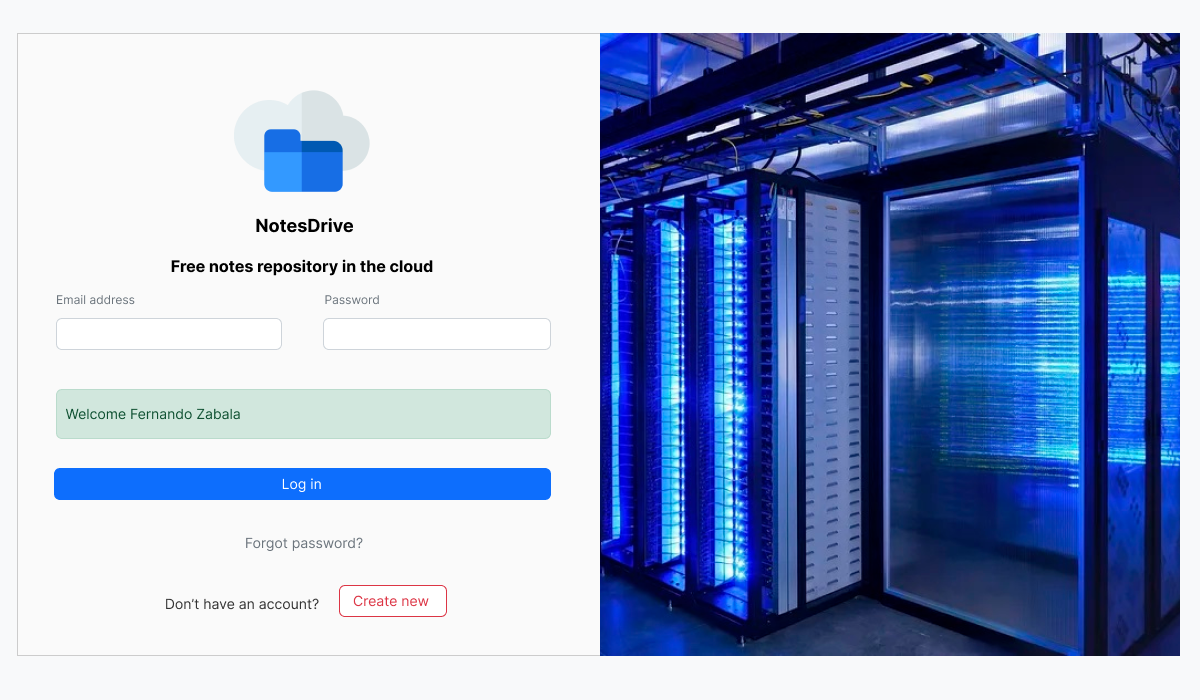 NotesDrive
Free notes repository in the cloud
Email address
Password
Welcome Fernando Zabala
Log in
Forgot password?
Don't have an account?
Create new